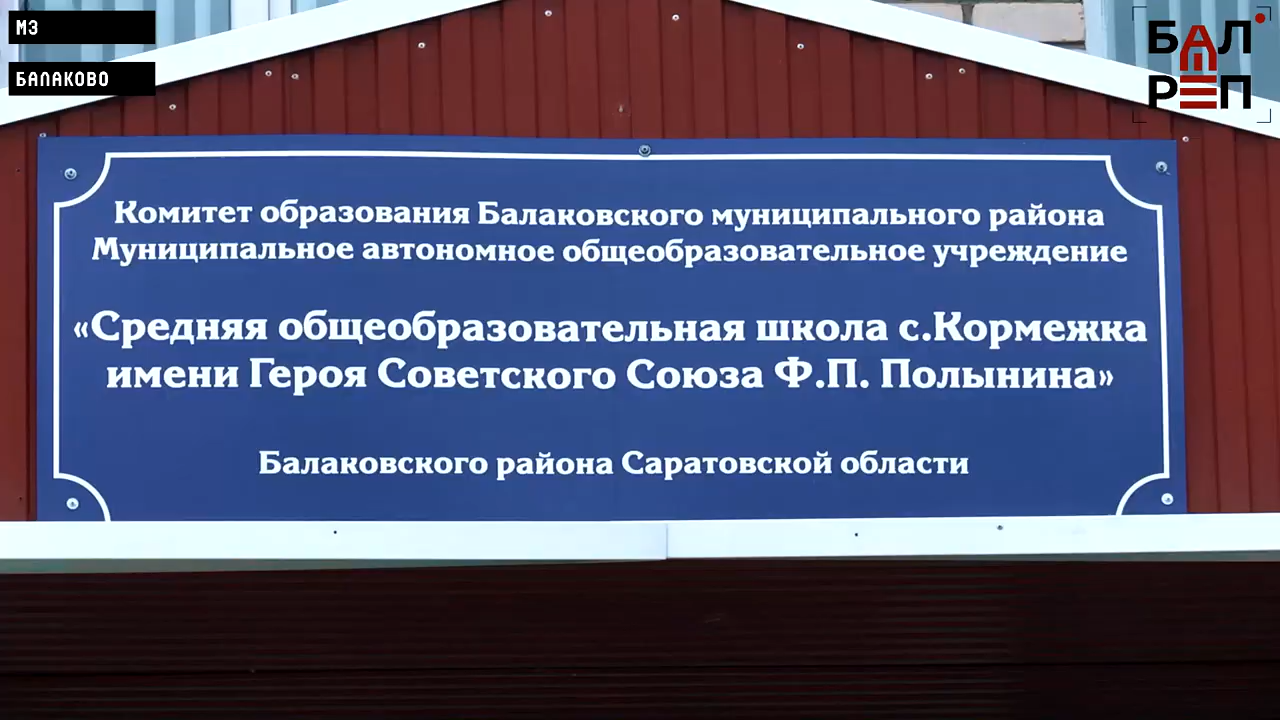 МЭ
БАЛАКОВО
БАЛ
РЕП
Комитет образования Балаковского муниципального района
Муниципальное автономное общеобразовательное учреждение
«Средняя общеобразовательная школа с.Кормежка
имени Героя Советского Союза Ф.П. Полынина»
Балаковского района Саратовской области